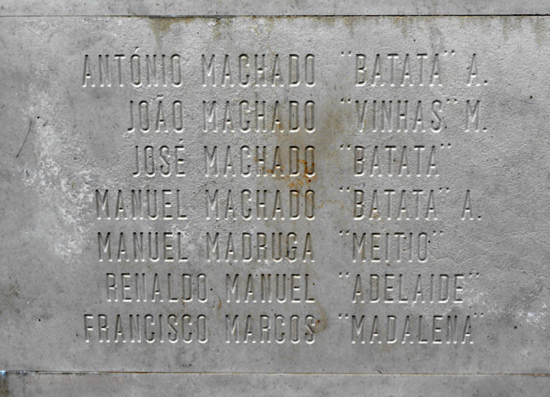 ANTÓNIO MACHADO "BATATA" A.
JOÃO MACHADO "VINHAS" M.
JOSÉ MACHADO "BATATA"
MANUEL MACHADO "BATATA" A.
MANUEL MADRUGA "MEITIO"
RENALDO MANUEL "ADELAIDE"
FRANCISCO MARCOS "MADALENA"